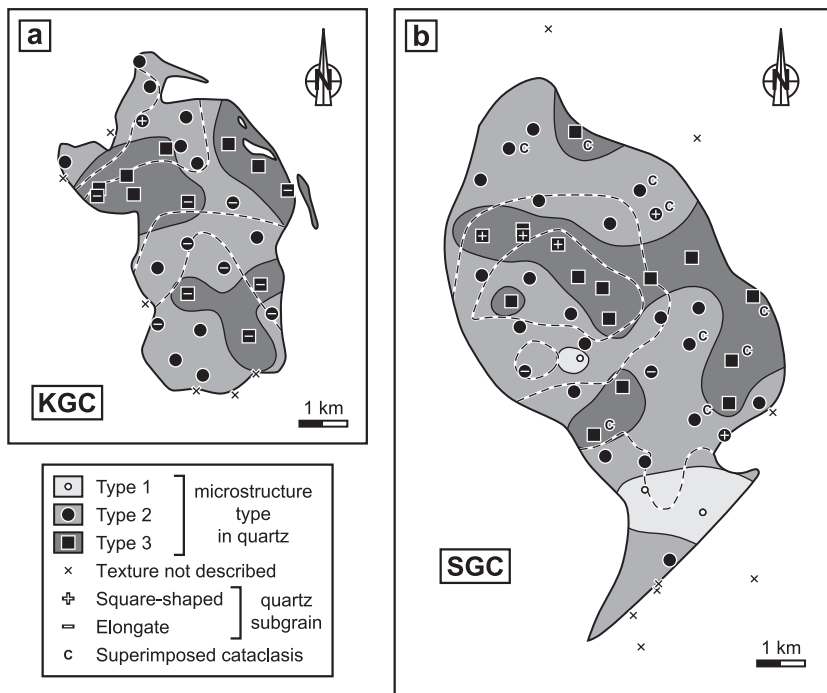 a
N
KGC
1 km
b
N
C
C
C
C
C
C
C
C
C
SGC
1 km
Type 1
Type 2
Type 3
microstructure
type
in quartz
Texture not described
Square-shaped
Elongate
quartz
subgrain
C Superimposed cataclasis